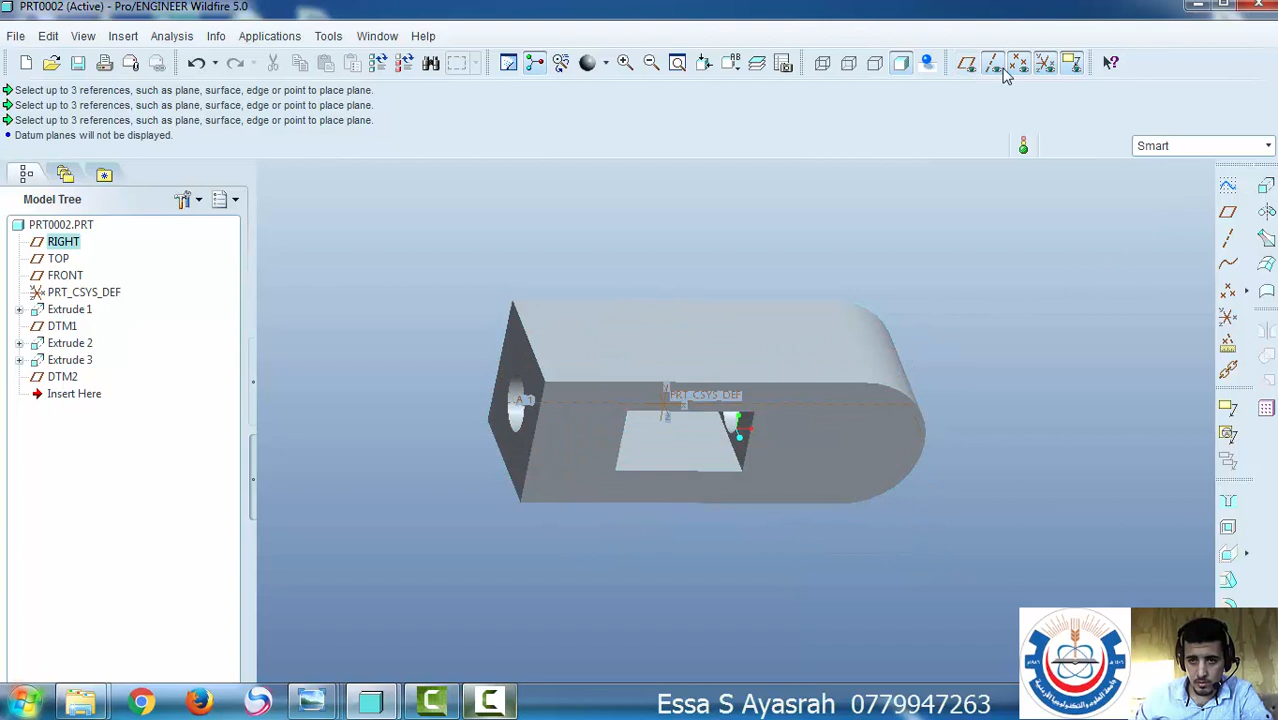 PRT0002 (Active) - Pro/ENGINEER Wildfire 5.0
File Edit View Insert Analysis Info Applications Tools Window Help
Select up to 3 references, such as plane, surface, edge or point to place plane.
Select up to 3 references, such as plane, surface, edge or point to place plane.
Select up to 3 references, such as plane, surface, edge or point to place plane.
Datum planes will not be displayed.
Smart
Model Tree
PRT0002.PRT
RIGHT
TOP
FRONT
PRT_CSYS_DEF
Extrude 1
DTM1
Extrude 2
Extrude 3
DTM2
Insert Here
A_1
PRT_CSYS_DEF
Essa S Ayasrah 0779947263